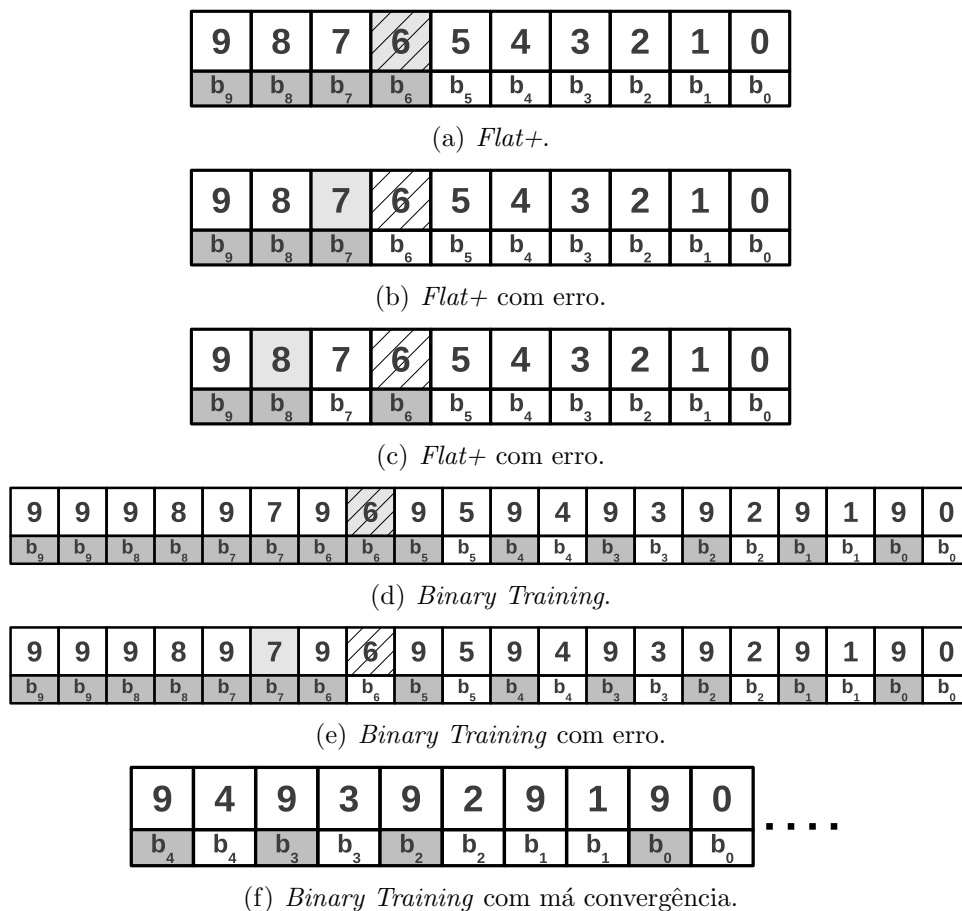 9 8 7 6 5 4 3 2 1 0
b9 b8 b7 b6 b5 b4 b3 b2 b1 b0
(a) Flat+.
9 8 7 6 5 4 3 2 1 0
b9 b8 b7 b6 b5 b4 b3 b2 b1 b0
(b) Flat+ com erro.
9 8 7 6 5 4 3 2 1 0
b9 b8 b7 b6 b5 b4 b3 b2 b1 b0
(c) Flat+ com erro.
9 9 9 8 9 7 9 6 9 5 9 4 9 3 9 2 9 1 9 0
b9 b9 b8 b8 b7 b7 b6 b6 b5 b5 b4 b4 b3 b3 b2 b2 b1 b1 b0 b0
(d) Binary Training.
9 9 9 8 9 7 9 6 9 5 9 4 9 3 9 2 9 1 9 0
b9 b9 b8 b8 b7 b7 b6 b6 b5 b5 b4 b4 b3 b3 b2 b2 b1 b1 b0 b0
(e) Binary Training com erro.
9 4 9 3 9 2 9 1 9 0
b4 b4 b3 b3 b2 b2 b1 b1 b0 b0 ....
(f) Binary Training com má convergência.